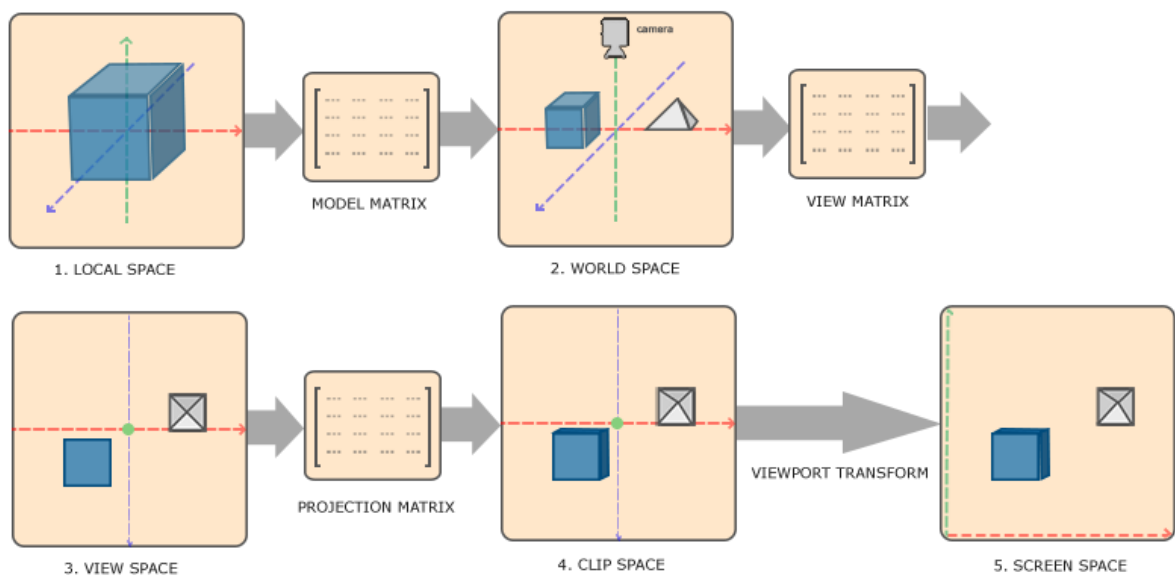 camera
MODEL MATRIX
VIEW MATRIX
1. LOCAL SPACE
2. WORLD SPACE
PROJECTION MATRIX
VIEWPORT TRANSFORM
3. VIEW SPACE
4. CLIP SPACE
5. SCREEN SPACE